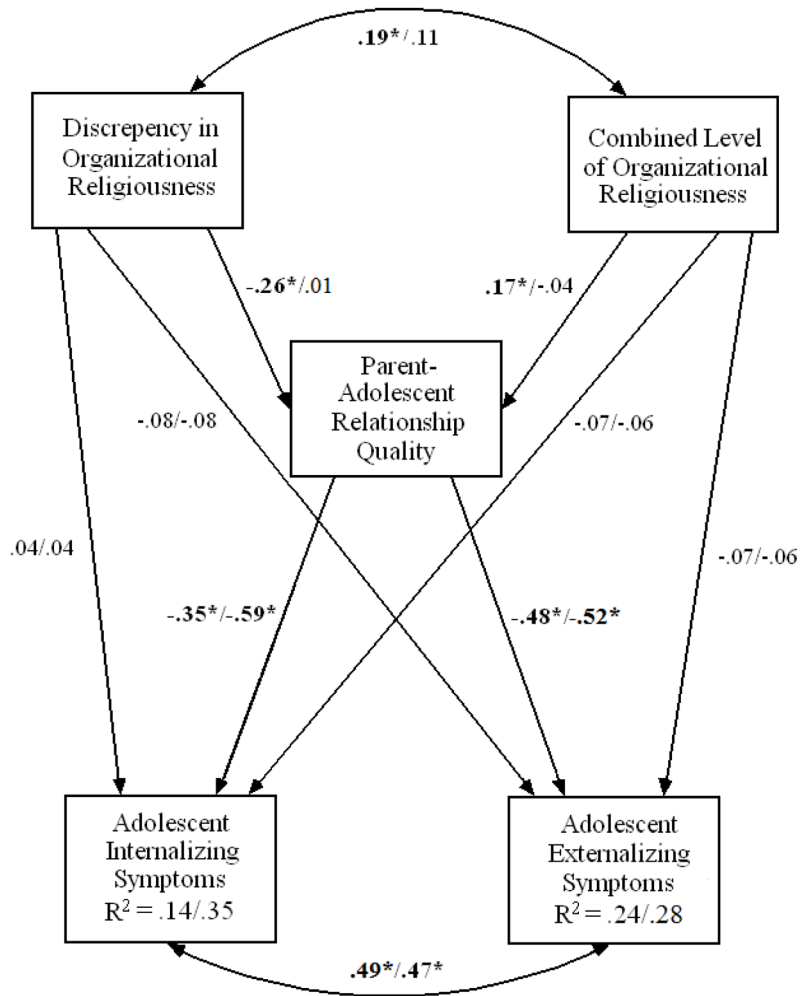 .19*/.11
Discrepency in
Organizational
Religiousness
Combined Level
of Organizational
Religiousness
-.26*/.01
.17*/-.04
Parent-
Adolescent
Relationship
Quality
-.08/-.08
-.07/-.06
.04/.04
-.07/-.06
-.35*/-.59*
-.48*/-.52*
Adolescent
Internalizing
Symptoms
R² = .14/.35
Adolescent
Externalizing
Symptoms
R² = .24/.28
.49*/.47*